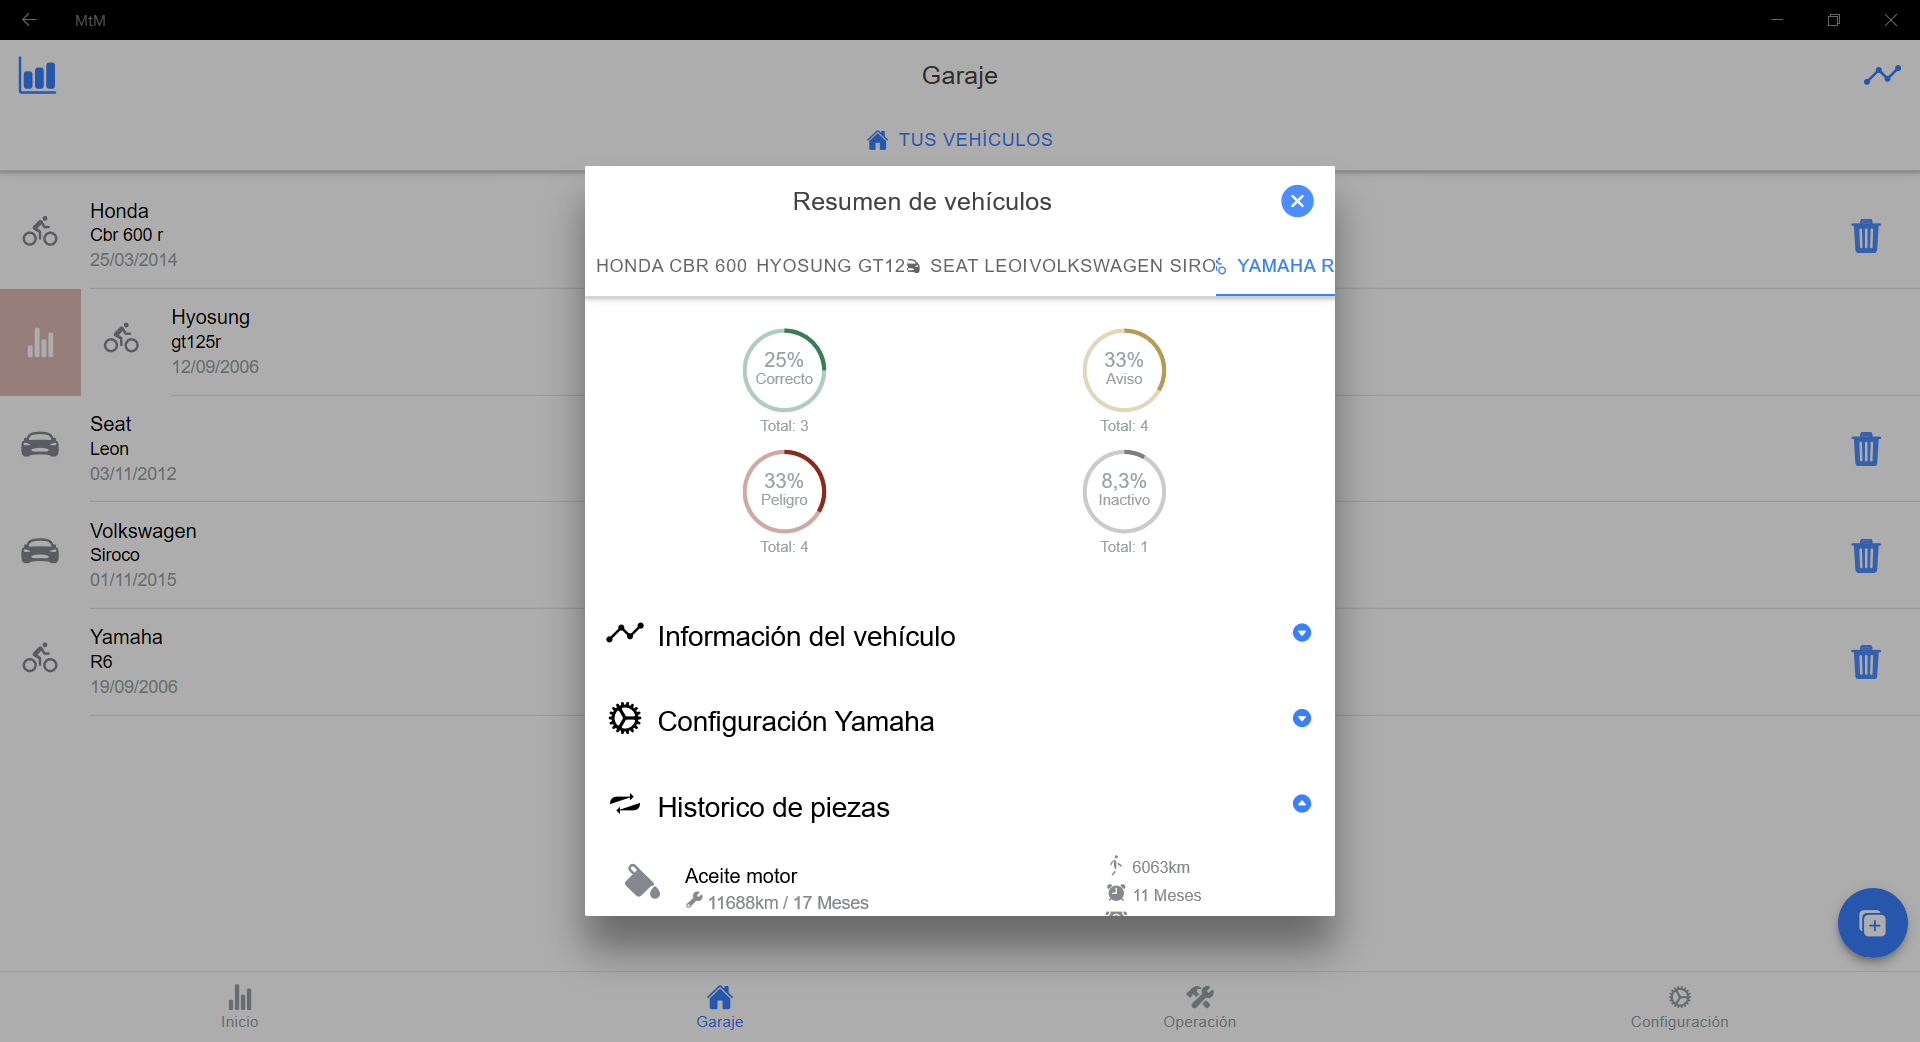 MtM
Garaje
TUS VEHÍCULOS
Honda
Cbr 600 r
25/03/2014
Hyosung
gt125r
12/09/2006
Seat
Leon
03/11/2012
Volkswagen
Siroco
01/11/2015
Yamaha
R6
19/09/2006
Resumen de vehículos
HONDA CBR 600 HYOSUNG GT12 SEAT LEOI VOLKSWAGEN SIRO YAMAHA R
25%
Correcto
Total: 3
33%
Aviso
Total: 4
33%
Peligro
Total: 4
8,3%
Inactivo
Total: 1
Información del vehículo
Configuración Yamaha
Historico de piezas
Aceite motor
11688km / 17 Meses
6063km
11 Meses
Inicio
Garaje
Operación
Configuración